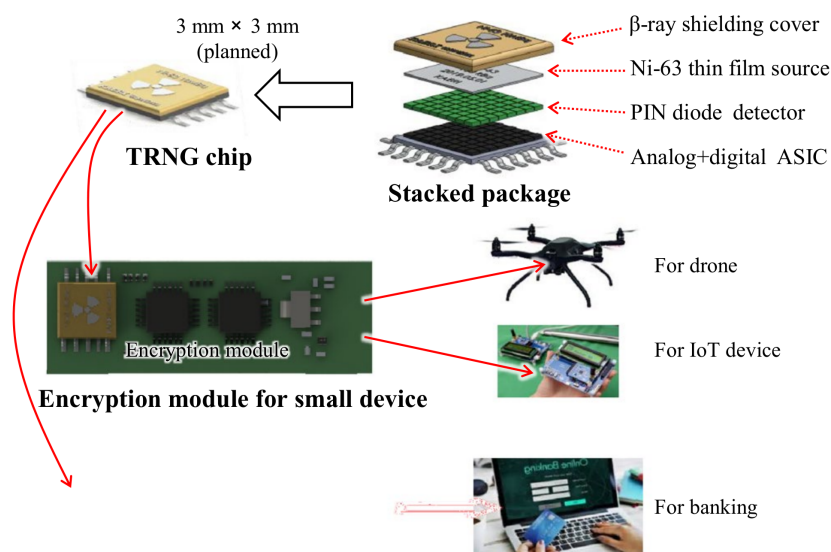 3 mm × 3 mm
(planned)
β-ray shielding cover
Ni-63 thin film source
PIN diode detector
Analog+digital ASIC
TRNG chip
Stacked package
Encryption module
Encryption module for small device
For drone
For IoT device
Online Banking
For banking